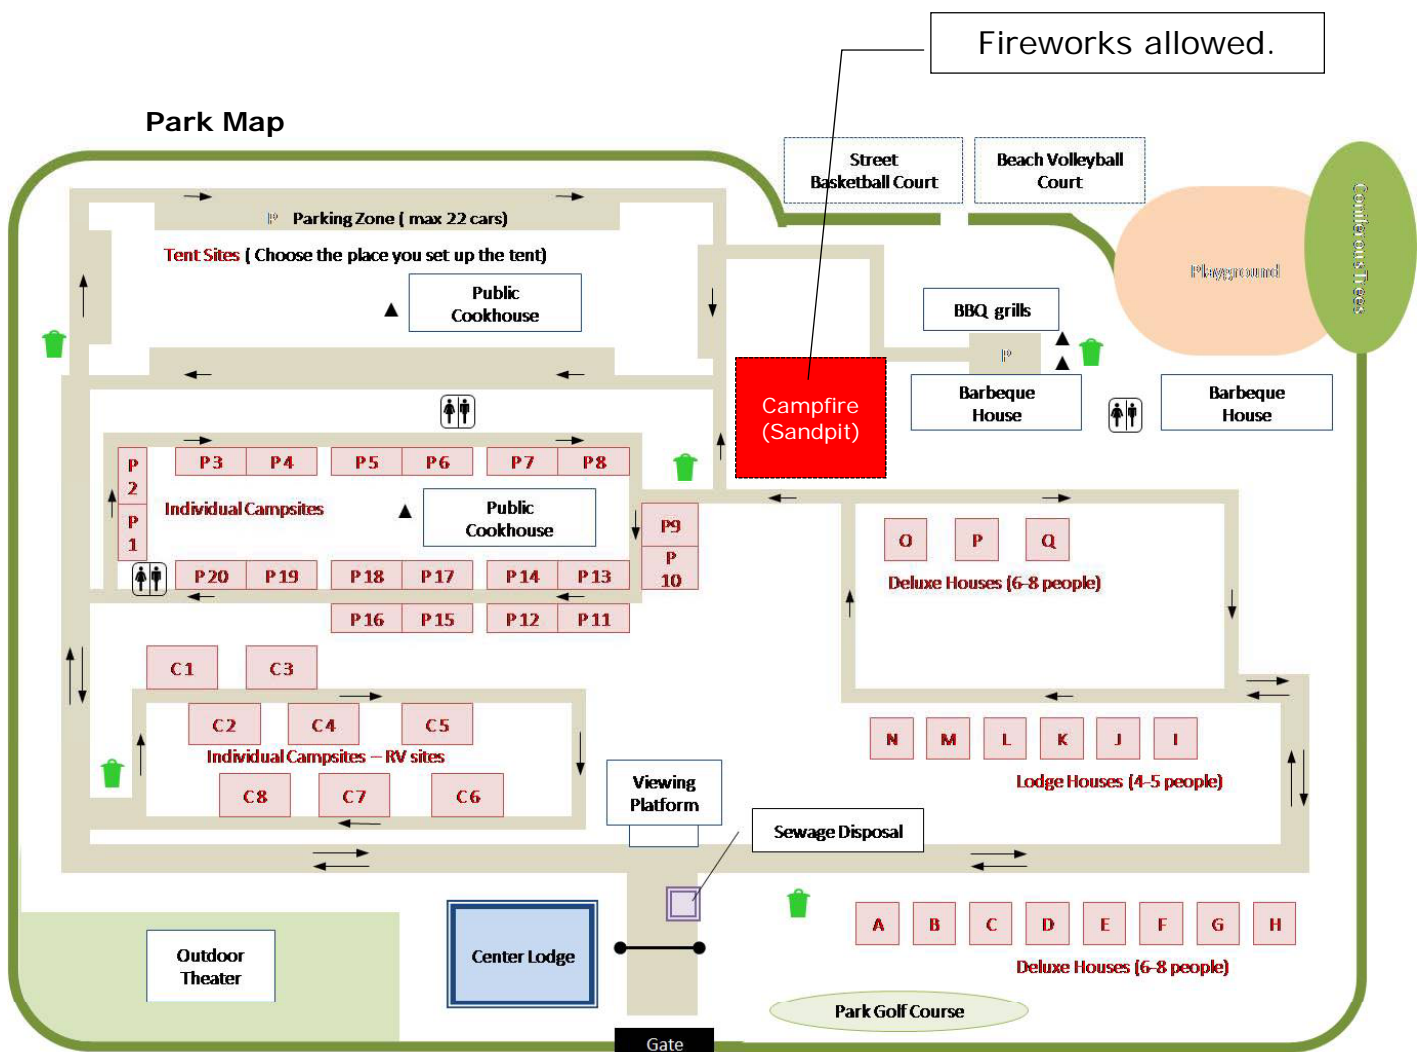 Fireworks allowed.
Park Map
Street
Basketball Court
Beach Volleyball
Court
Coniferous Trees
P Parking Zone ( max 22 cars)
Tent Sites ( Choose the place you set up the tent)
Playground
Public
Cookhouse
BBQ grills
P
Campfire
(Sandpit)
Barbeque
House
Barbeque
House
P
2
P3
P4
P5
P6
P7
P8
P
1
Individual Campsites
Public
Cookhouse
P9
P
10
O
P
Q
Deluxe Houses (6-8 people)
P20
P19
P18
P17
P14
P13
P16
P15
P12
P11
C1
C3
C2
C4
C5
Individual Campsites – RV sites
C8
C7
C6
N
M
L
K
J
I
Lodge Houses (4-5 people)
Viewing
Platform
Sewage Disposal
A
B
C
D
E
F
G
H
Deluxe Houses (6-8 people)
Outdoor
Theater
Center Lodge
Park Golf Course
Gate